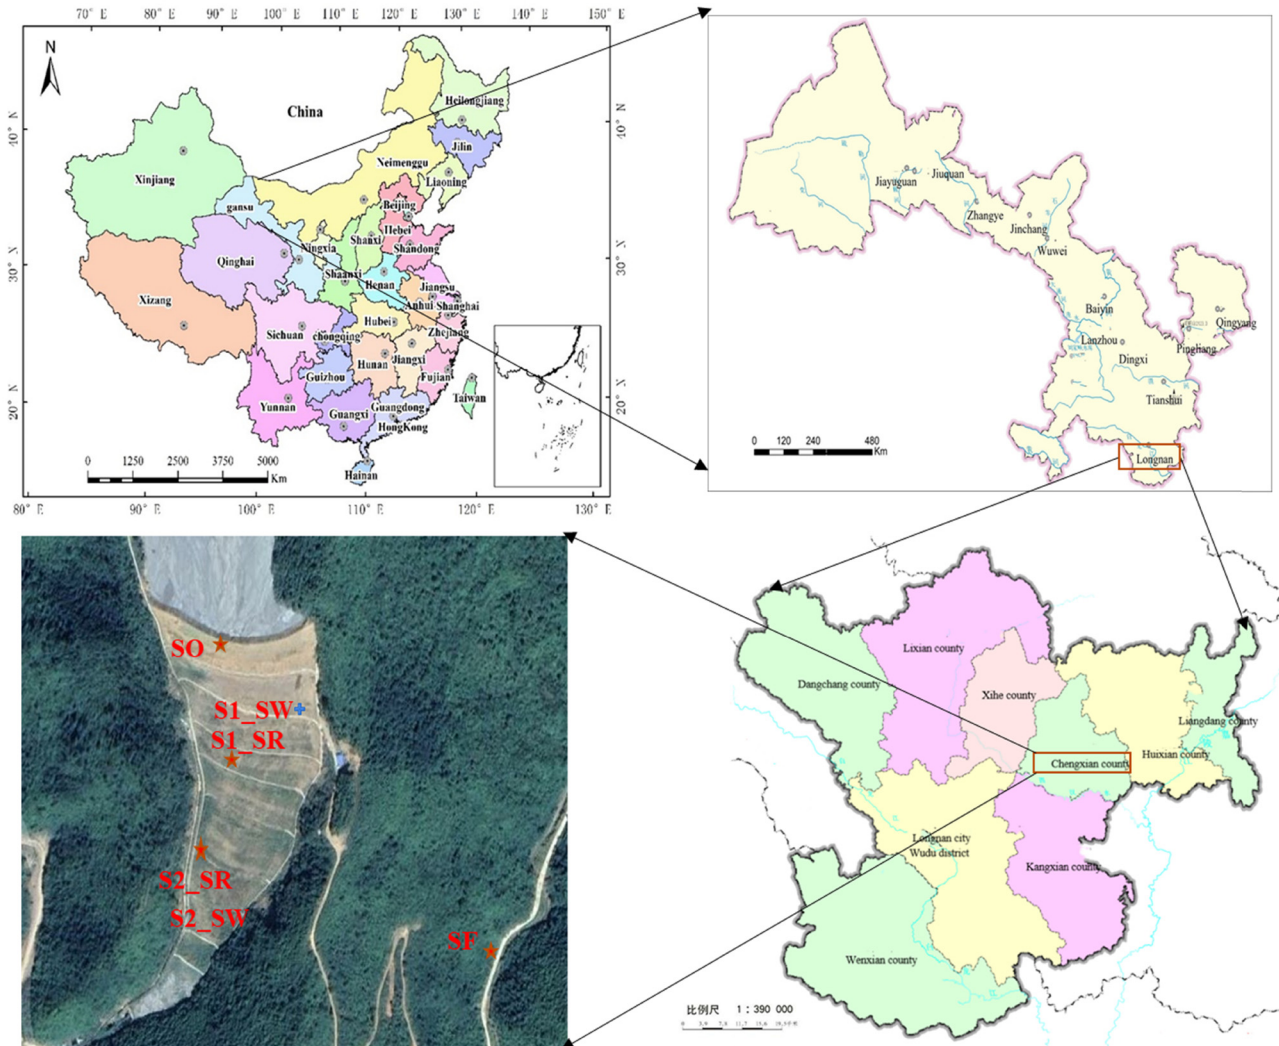 70° E 80° E 90° E 100° E 110° E 120° E 130° E 140° E 150° E
N
China
40° N
40° N
30° N
30° N
20° N
20° N
Heilongjiang
Jilin
Neimenggu
Liaoning
Xinjiang
gansu
Beijing
Hebei
Shanxi
Shandong
Ningxia
Qinghai
Shaanxi
Henan
Jiangsu
Xizang
Anhui
Shanghai
Hubei
Sichuan
chongqing
Zhejiang
Hunan
Jiangxi
Guizhou
Fujian
Yunnan
Guangxi
Guangdong
Taiwan
HongKong
Hainan
0 1250 2500 3750 5000
Km
80° E 90° E 100° E 110° E 120° E 130° E
Jiayuguan
Jiuquan
Zhangye
Jinchang
Wuwei
Baiyin
Qingyang
Lanzhou
Pingliang
Dingxi
Tianshui
Longnan
0 120 240 480
Km
SO
S1_SW
S1_SR
S2_SR
S2_SW
SF
Lixian county
Dangchang county
Xihe county
Liangdang county
Huixian county
Chengxian county
Longnan city
Wudu district
Kangxian county
Wenxian county
比例尺 1：390 000